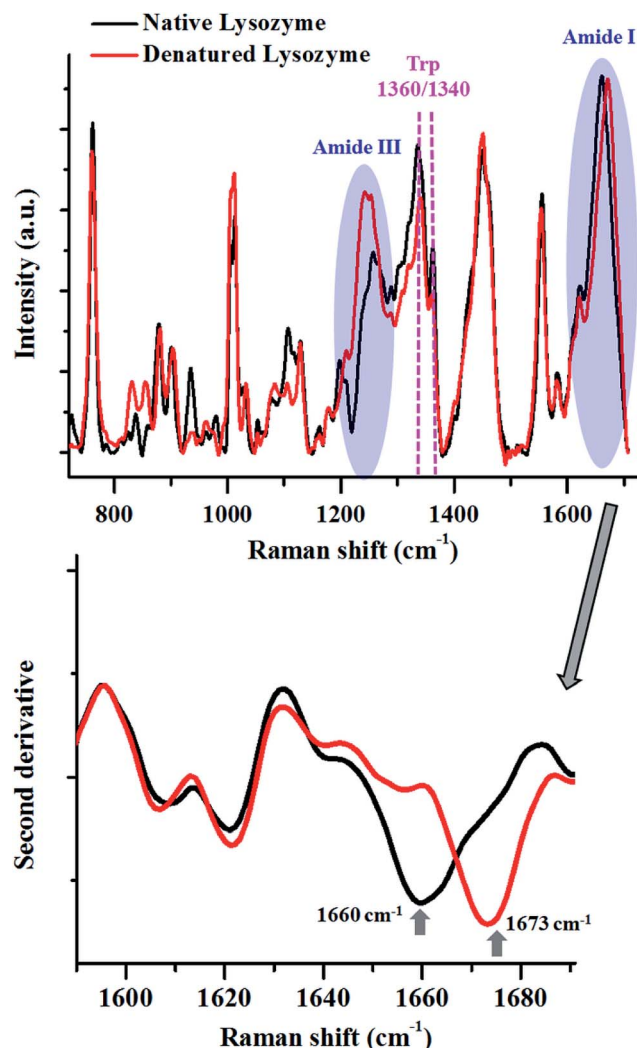 Native Lysozyme
Denatured Lysozyme
Amide I
Trp
1360/1340
Amide III
Intensity (a.u.)
800 1000 1200 1400 1600
Raman shift (cm⁻¹)
Second derivative
1660 cm⁻¹
1673 cm⁻¹
1600 1620 1640 1660 1680
Raman shift (cm⁻¹)